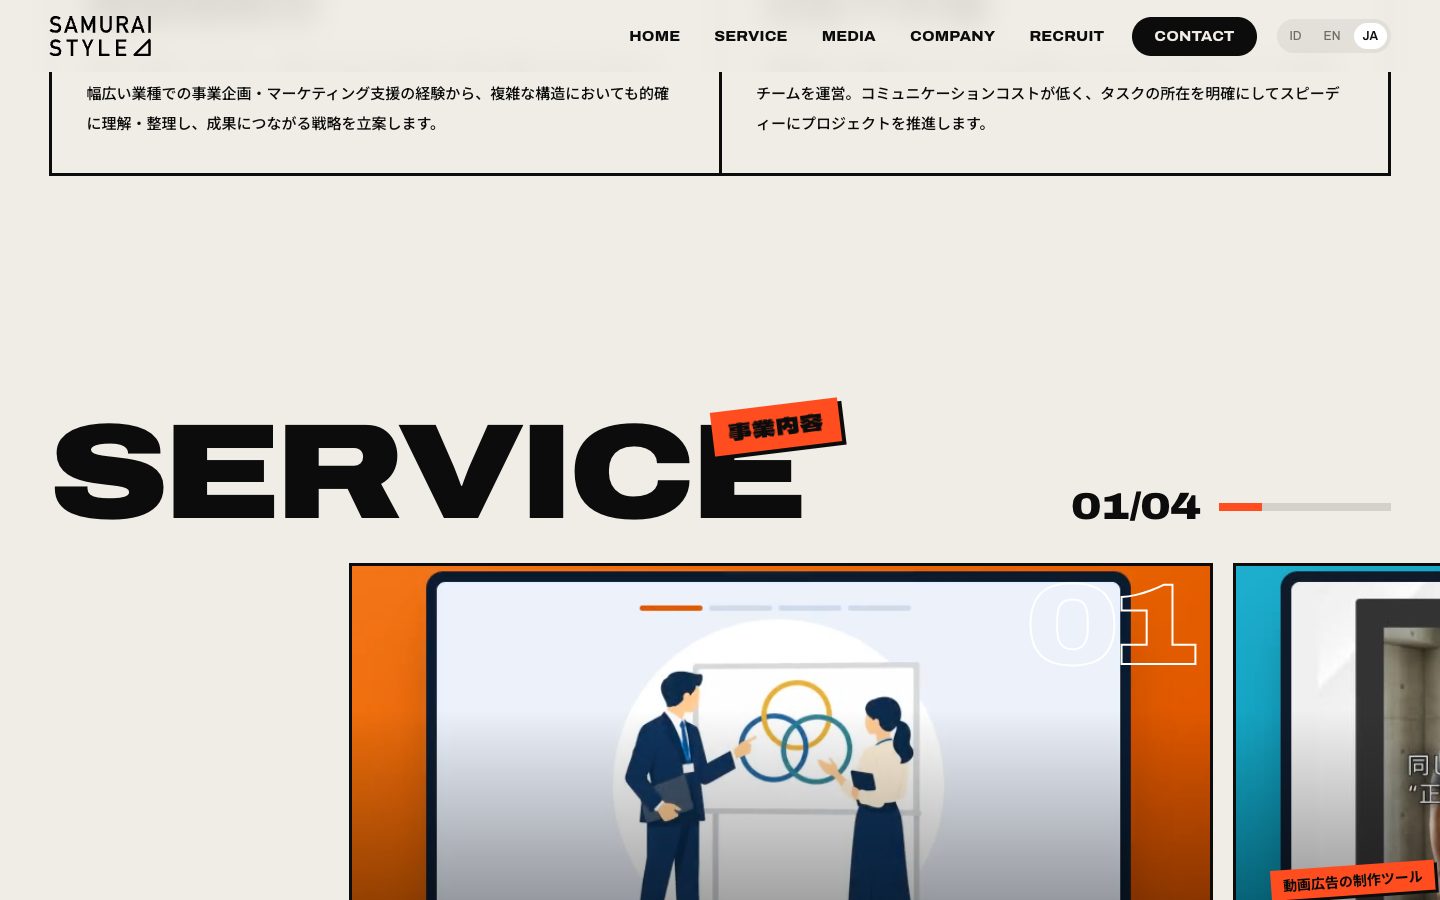 SAMURAI
STYLE
HOME SERVICE MEDIA COMPANY RECRUIT CONTACT ID EN JA
幅広い業種での事業企画・マーケティング支援の経験から、複雑な構造においても的確
に理解・整理し、成果につながる戦略を立案します。
チームを運営。コミュニケーションコストが低く、タスクの所在を明確にしてスピーデ
ィーにプロジェクトを推進します。
SERVICE
事業内容
01/04
01
同じ
“正
動画広告の制作ツール